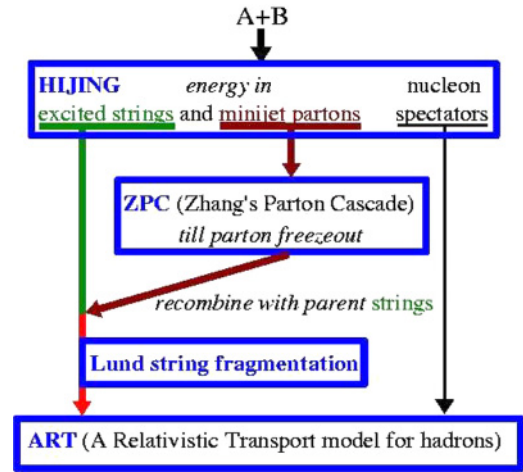 A+B
HIJING energy in nucleon
excited strings and minijet partons spectators
ZPC (Zhang's Parton Cascade)
till parton freezeout
recombine with parent strings
Lund string fragmentation
ART (A Relativistic Transport model for hadrons)